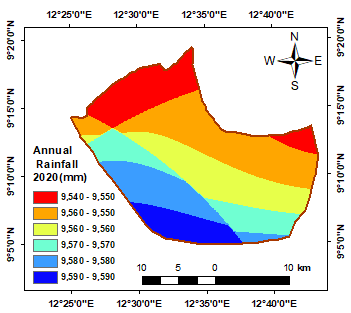 12°25'0"E 12°30'0"E 12°35'0"E 12°40'0"E
9°20'0"N 9°20'0"N
N
W E
S
9°15'0"N 9°15'0"N
Annual
Rainfall
2020(mm)
9°10'0"N 9°10'0"N
9,540 - 9,550
9,550 - 9,550
9,560 - 9,560
9,570 - 9,570
9,580 - 9,580
9,590 - 9,590
9°5'0"N 9°5'0"N
10 5 0 10 km
12°25'0"E 12°30'0"E 12°35'0"E 12°40'0"E